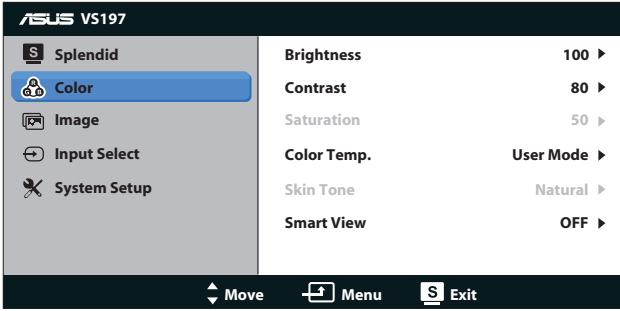 ASUS VS197
S Splendid
Color
Image
Input Select
System Setup
Brightness 100
Contrast 80
Saturation 50
Color Temp. User Mode
Skin Tone Natural
Smart View OFF
Move Menu S Exit